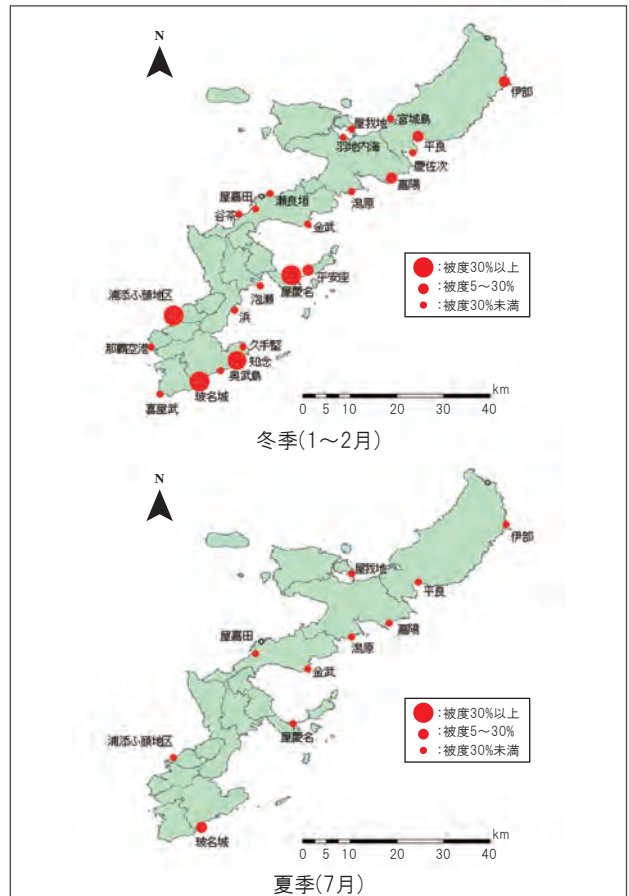 N
伊部
宮城島
屋我地
羽地内海
平良
慶佐次
嘉陽
屋嘉田
瀬良垣
潟原
谷茶
金武
平安座
屋慶名
泡瀬
浦添ふ頭地区
浜
那覇空港
久手堅
知念
奥武島
玻名城
喜屋武
:被度30%以上
:被度5~30%
:被度30%未満
km
0 5 10 20 30 40
冬季(1~2月)
N
伊部
屋我地
平良
嘉陽
屋嘉田
潟原
金武
屋慶名
浦添ふ頭地区
玻名城
:被度30%以上
:被度5~30%
:被度30%未満
km
0 5 10 20 30 40
夏季(7月)